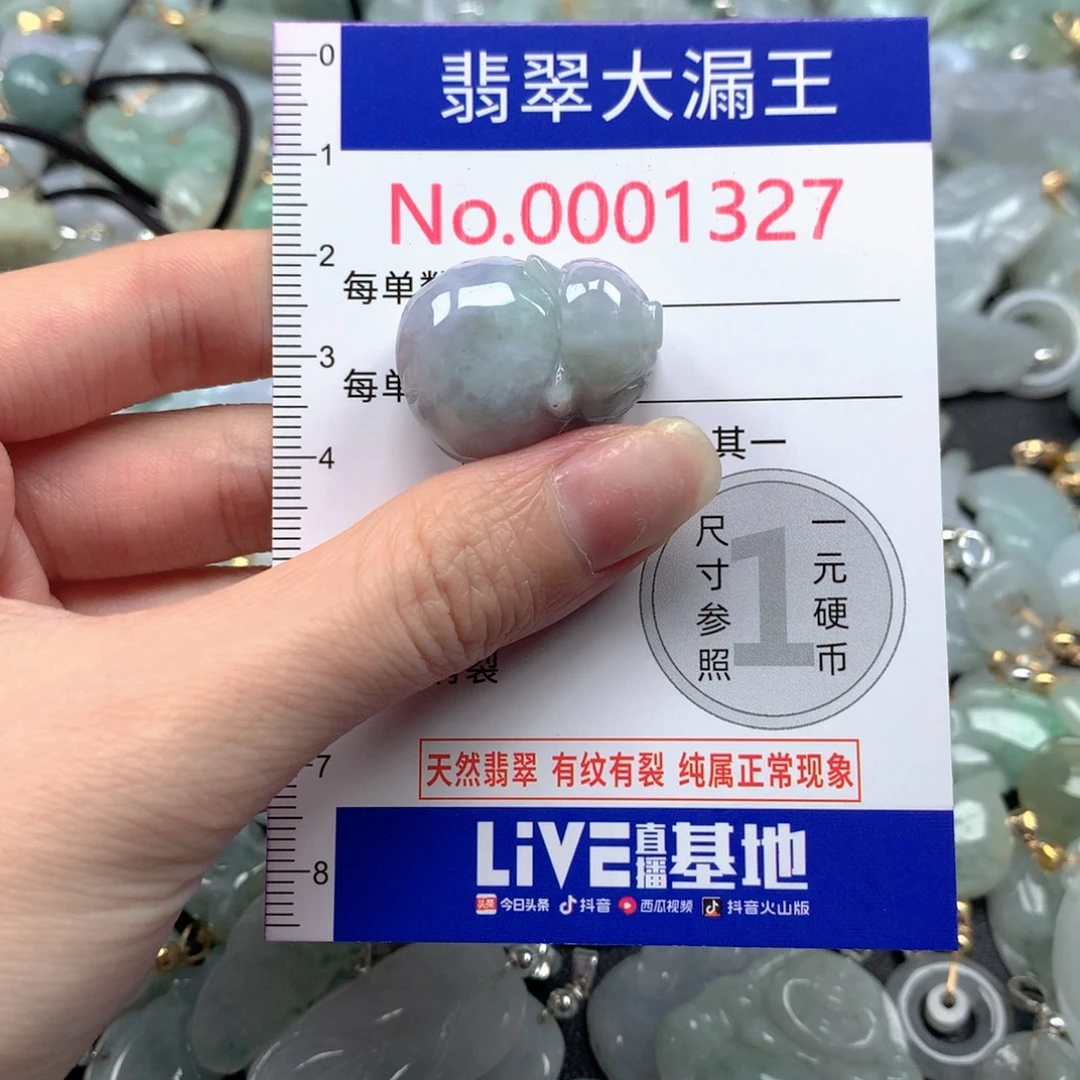 翡翠大漏王
No.0001327
每单
每单
其一
尺寸参照
一元硬币
1
裂
天然翡翠 有纹有裂 纯属正常现象
LiVE直播基地
头条 今日头条 抖音 西瓜视频 抖音火山版
0
1
2
3
4
7
8